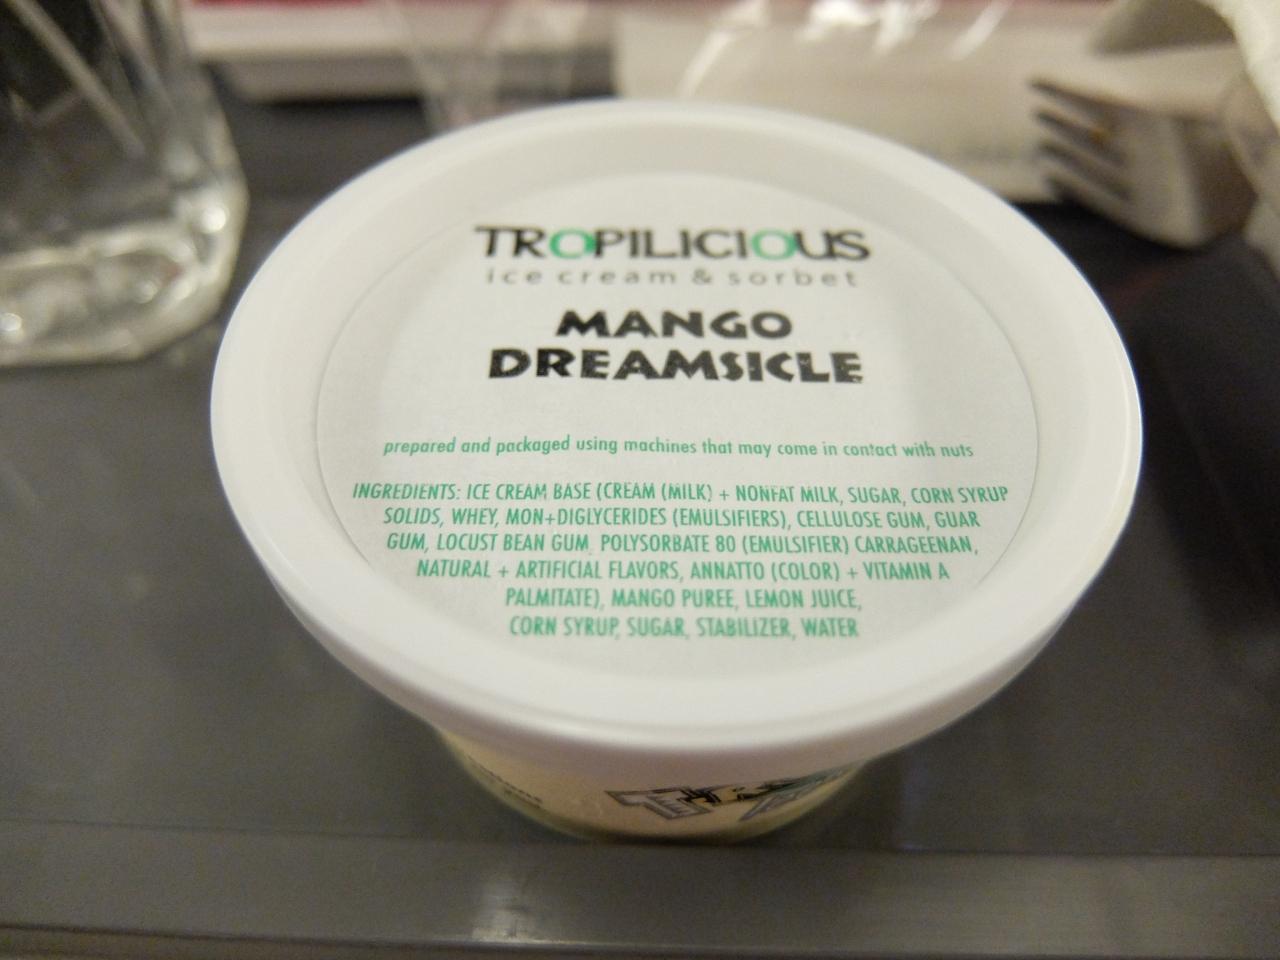 TROPILICIOUS
ice cream & sorbet
MANGO
DREAMSICLE
prepared and packaged using machines that may come in contact with nuts
INGREDIENTS: ICE CREAM BASE (CREAM (MILK) + NONFAT MILK, SUGAR, CORN SYRUP
SOLIDS, WHEY, MON+DIGLYCERIDES (EMULSIFIERS), CELLULOSE GUM, GUAR
GUM, LOCUST BEAN GUM, POLYSORBATE 80 (EMULSIFIER) CARRAGEENAN,
NATURAL + ARTIFICIAL FLAVORS, ANNATTO (COLOR) + VITAMIN A
PALMITATE), MANGO PUREE, LEMON JUICE,
CORN SYRUP, SUGAR, STABILIZER, WATER